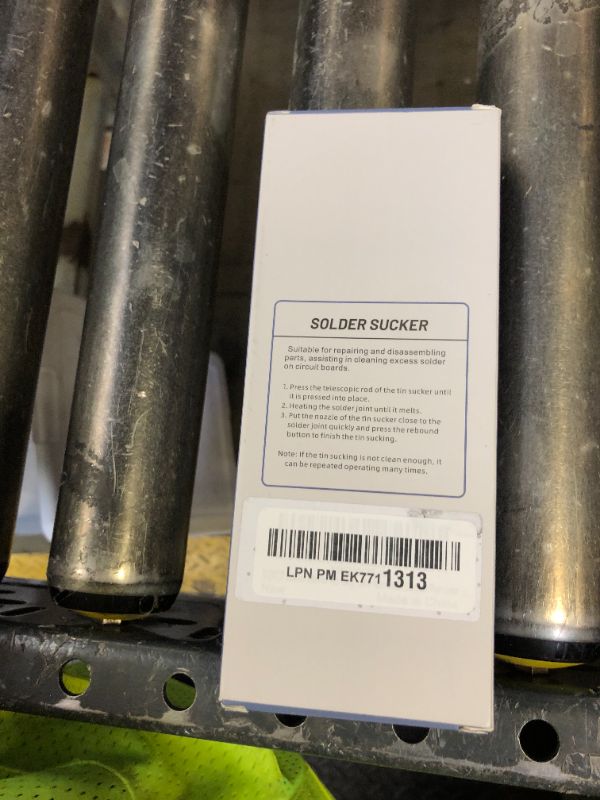 SOLDER SUCKER
Suitable for repairing and disassembling
parts, assisting in cleaning excess solder
on circuit boards.
1. Press the telescopic rod of the tin sucker until
it is pressed into place.
2. Heating the solder joint until it melts.
3. Put the nozzle of the tin sucker close to the
solder joint quickly and press the rebound
button to finish the tin sucking.
Note: If the tin sucking is not clean enough, it
can be repeated operating many times.
LPN PM EK7711313